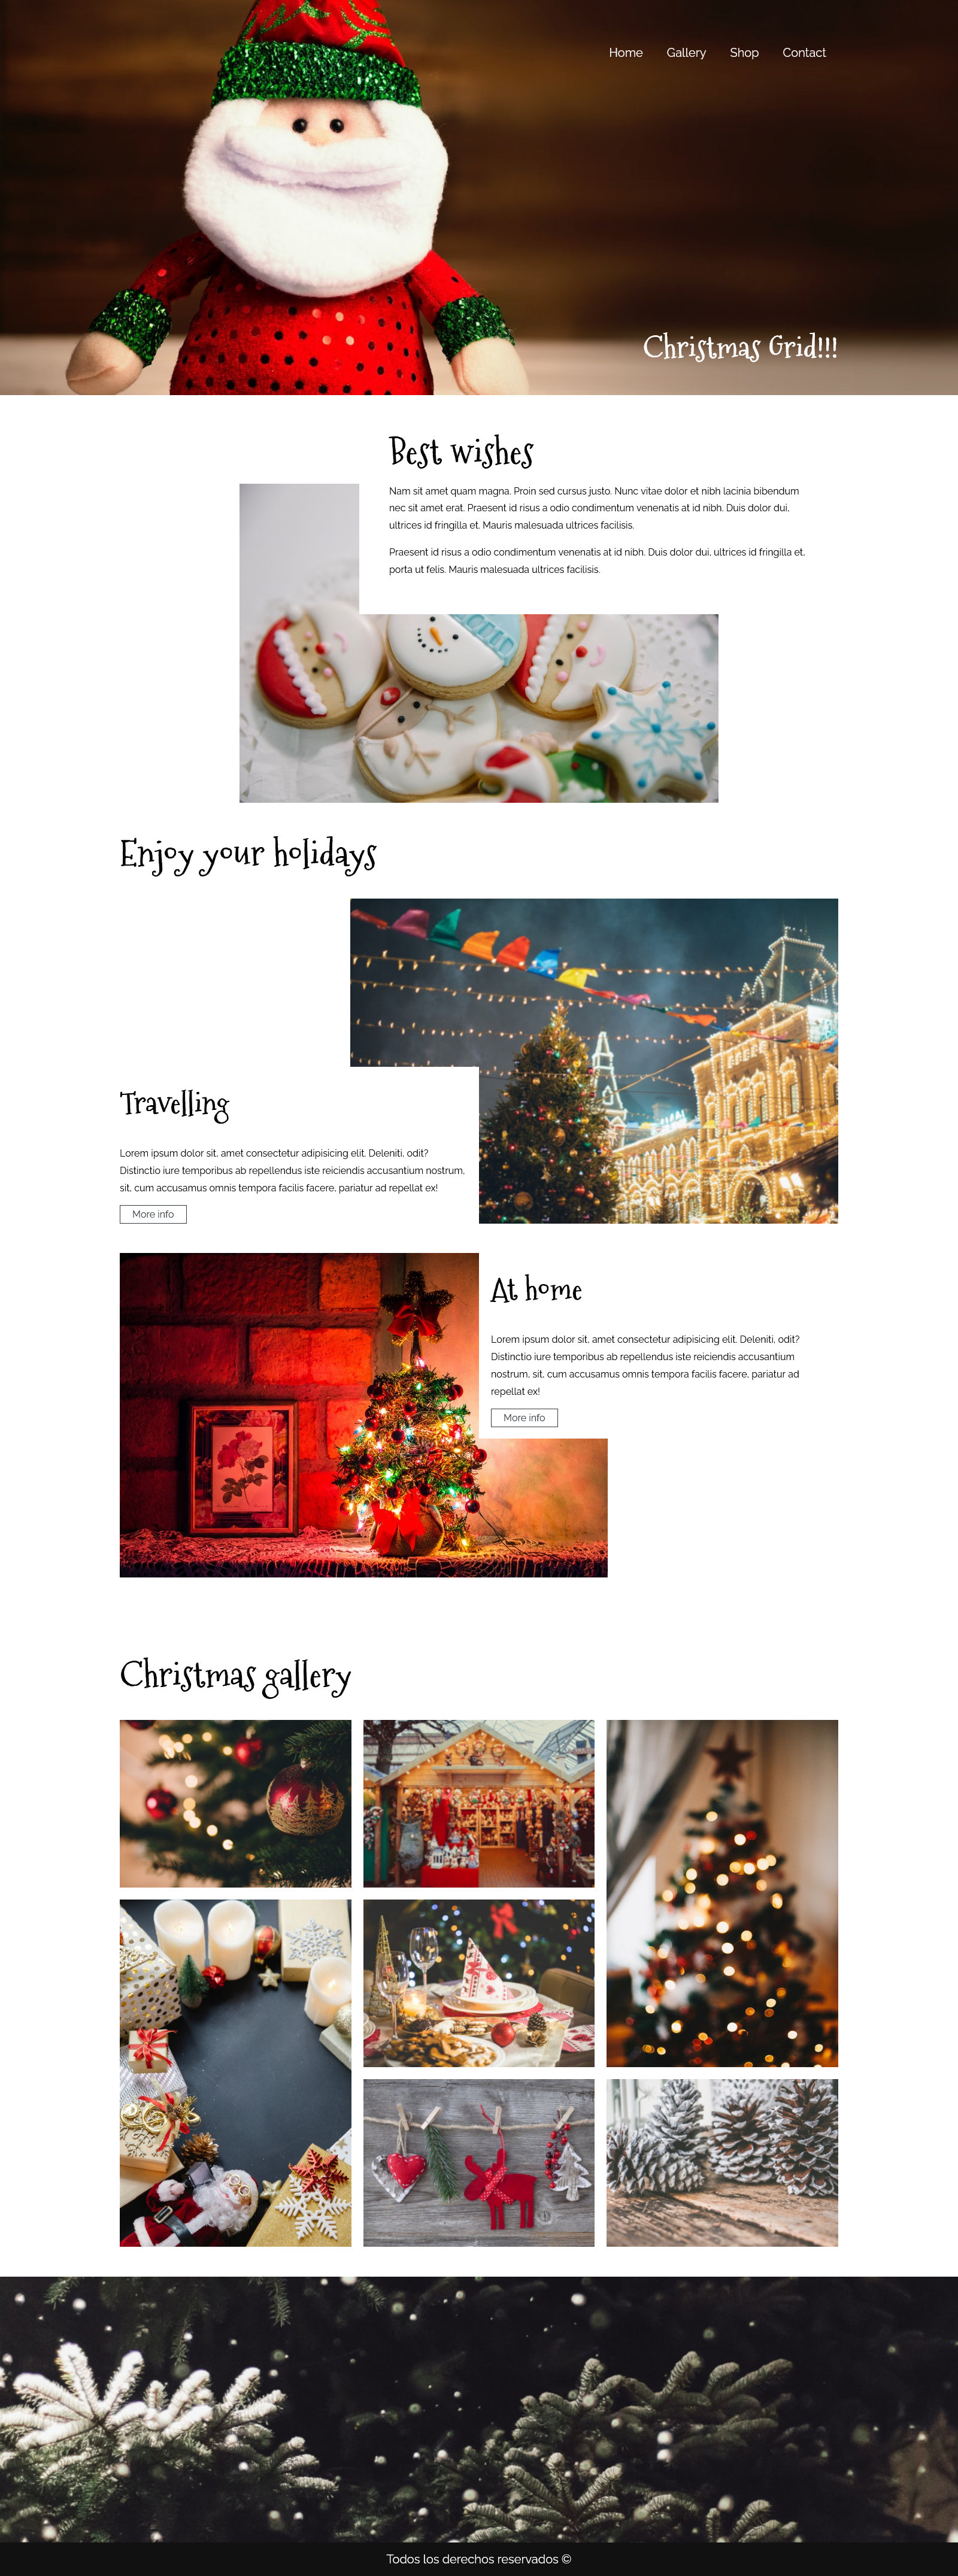 Home Gallery Shop Contact
Christmas Grid!!!
Best wishes
Nam sit amet quam magna. Proin sed cursus justo. Nunc vitae dolor et nibh lacinia bibendum
nec sit amet erat. Praesent id risus a odio condimentum venenatis at id nibh. Duis dolor dui,
ultrices id fringilla et. Mauris malesuada ultrices facilisis.
Praesent id risus a odio condimentum venenatis at id nibh. Duis dolor dui, ultrices id fringilla et,
porta ut felis. Mauris malesuada ultrices facilisis.
Enjoy your holidays
Travelling
Lorem ipsum dolor sit, amet consectetur adipisicing elit. Deleniti, odit?
Distinctio iure temporibus ab repellendus iste reiciendis accusantium nostrum,
sit, cum accusamus omnis tempora facilis facere, pariatur ad repellat ex!
More info
At home
Lorem ipsum dolor sit, amet consectetur adipisicing elit. Deleniti, odit?
Distinctio iure temporibus ab repellendus iste reiciendis accusantium
nostrum, sit, cum accusamus omnis tempora facilis facere, pariatur ad
repellat ex!
More info
Christmas gallery
Todos los derechos reservados ©